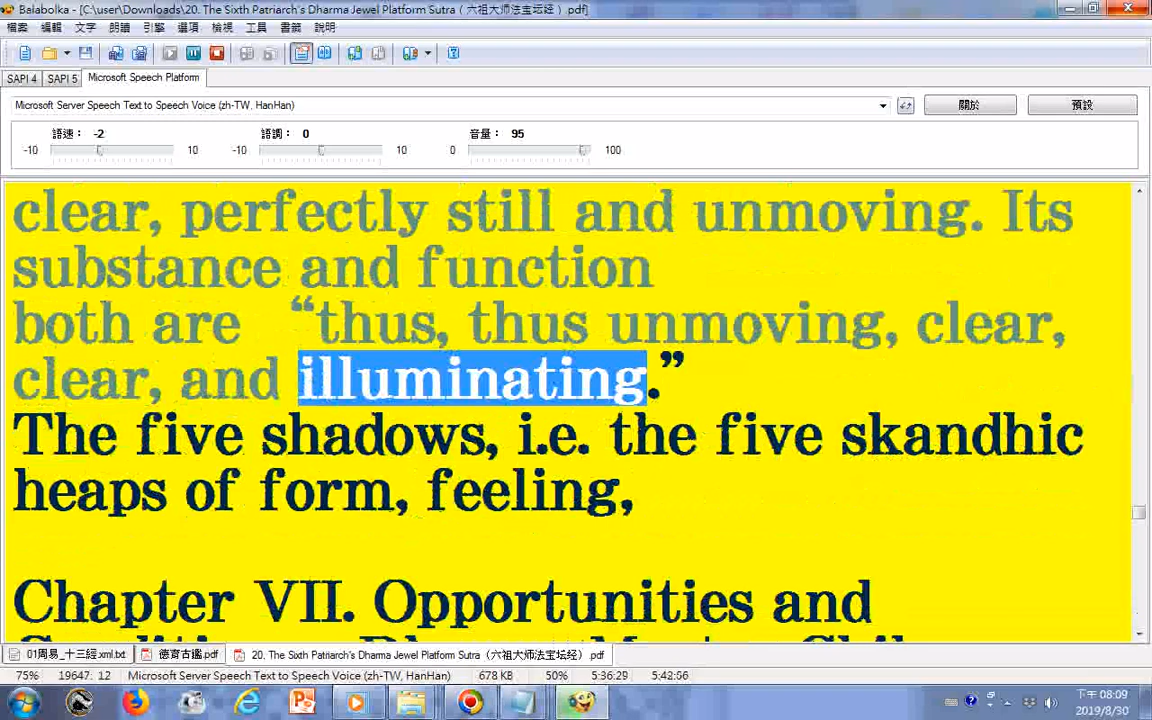 Balabolka - [C:\user\Downloads\20. The Sixth Patriarch's Dharma Jewel Platform Sutra（六祖大师法宝坛经）.pdf]
檔案 編輯 文字 朗讀 引擎 選項 檢視 工具 書籤 說明
SAPI 4 SAPI 5 Microsoft Speech Platform
Microsoft Server Speech Text to Speech Voice (zh-TW, HanHan) 關於 預設
語速： -2 語調： 0 音量： 95
-10 10 -10 10 0 100
clear, perfectly still and unmoving. Its
substance and function
both are “thus, thus unmoving, clear,
clear, and illuminating.”
The five shadows, i.e. the five skandhic
heaps of form, feeling,
Chapter VII. Opportunities and
01周易_十三經.xml.txt 德育古鑑.pdf 20. The Sixth Patriarch's Dharma Jewel Platform Sutra（六祖大师法宝坛经）.pdf
75% 19647. 12 Microsoft Server Speech Text to Speech Voice (zh-TW, HanHan) 678 KB 50% 5:36:29 5:42:06
下午 08:09
2019/8/30